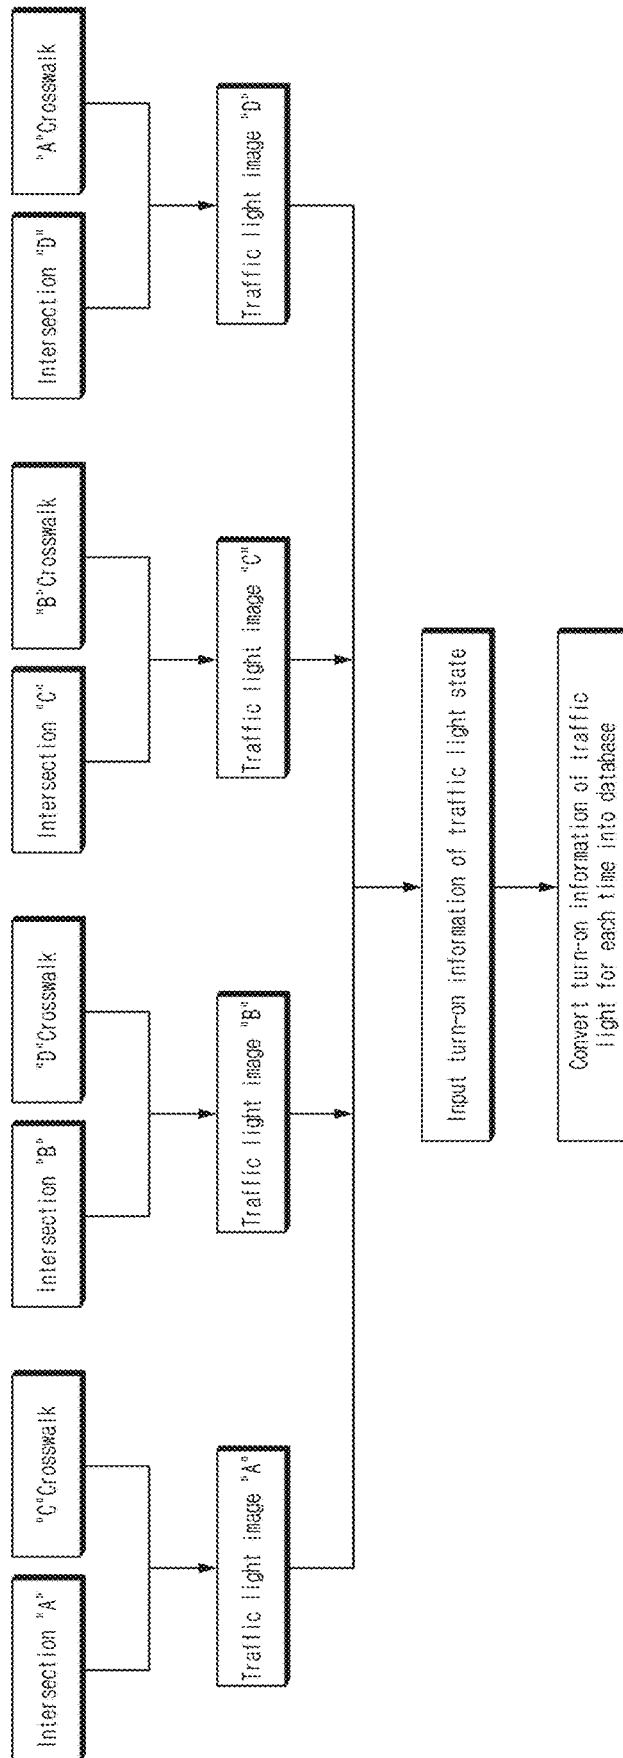 Intersection "A"
"C"Crosswalk
Intersection "B"
"D"Crosswalk
Intersection "C"
"B"Crosswalk
Intersection "D"
"A"Crosswalk
Traffic light image "A"
Traffic light image "B"
Traffic light image "C"
Traffic light image "D"
Input turn-on information of traffic light state
Convert turn-on information of traffic
light for each time into database